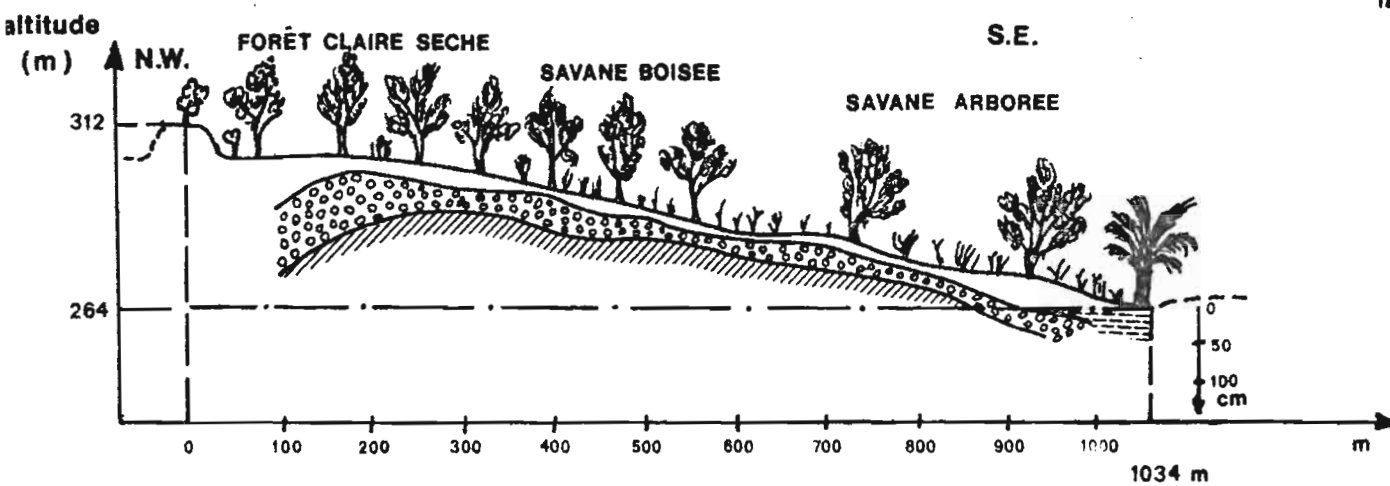 altitude
(m)
N.W.
FORÊT CLAIRE SECHE
S.E.
SAVANE BOISEE
SAVANE ARBOREE
312
264
0
50
100
cm
0 100 200 300 400 500 600 700 800 900 1000 m
1034 m